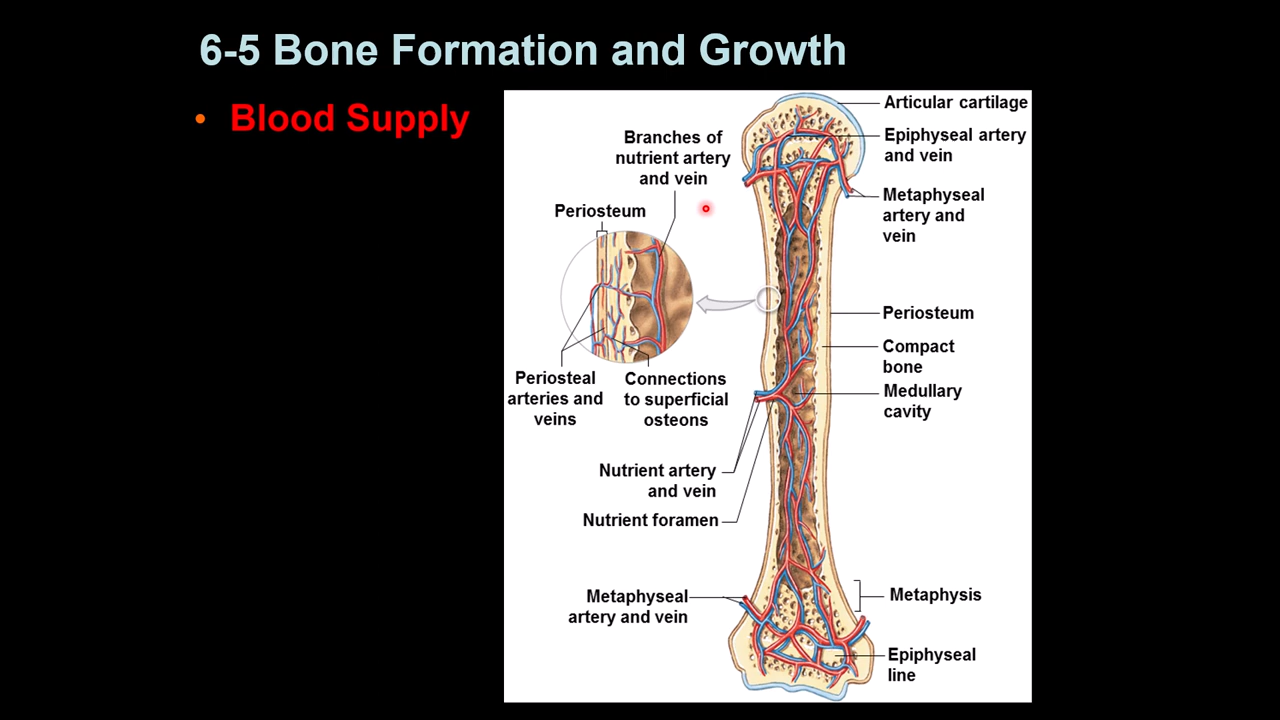 6-5 Bone Formation and Growth
• Blood Supply
Articular cartilage
Branches of
nutrient artery
and vein
Epiphyseal artery
and vein
Metaphyseal
artery and
vein
Periosteum
Periosteum
Compact
bone
Periosteal
arteries and
veins
Connections
to superficial
osteons
Medullary
cavity
Nutrient artery
and vein
Nutrient foramen
Metaphyseal
artery and vein
Metaphysis
Epiphyseal
line